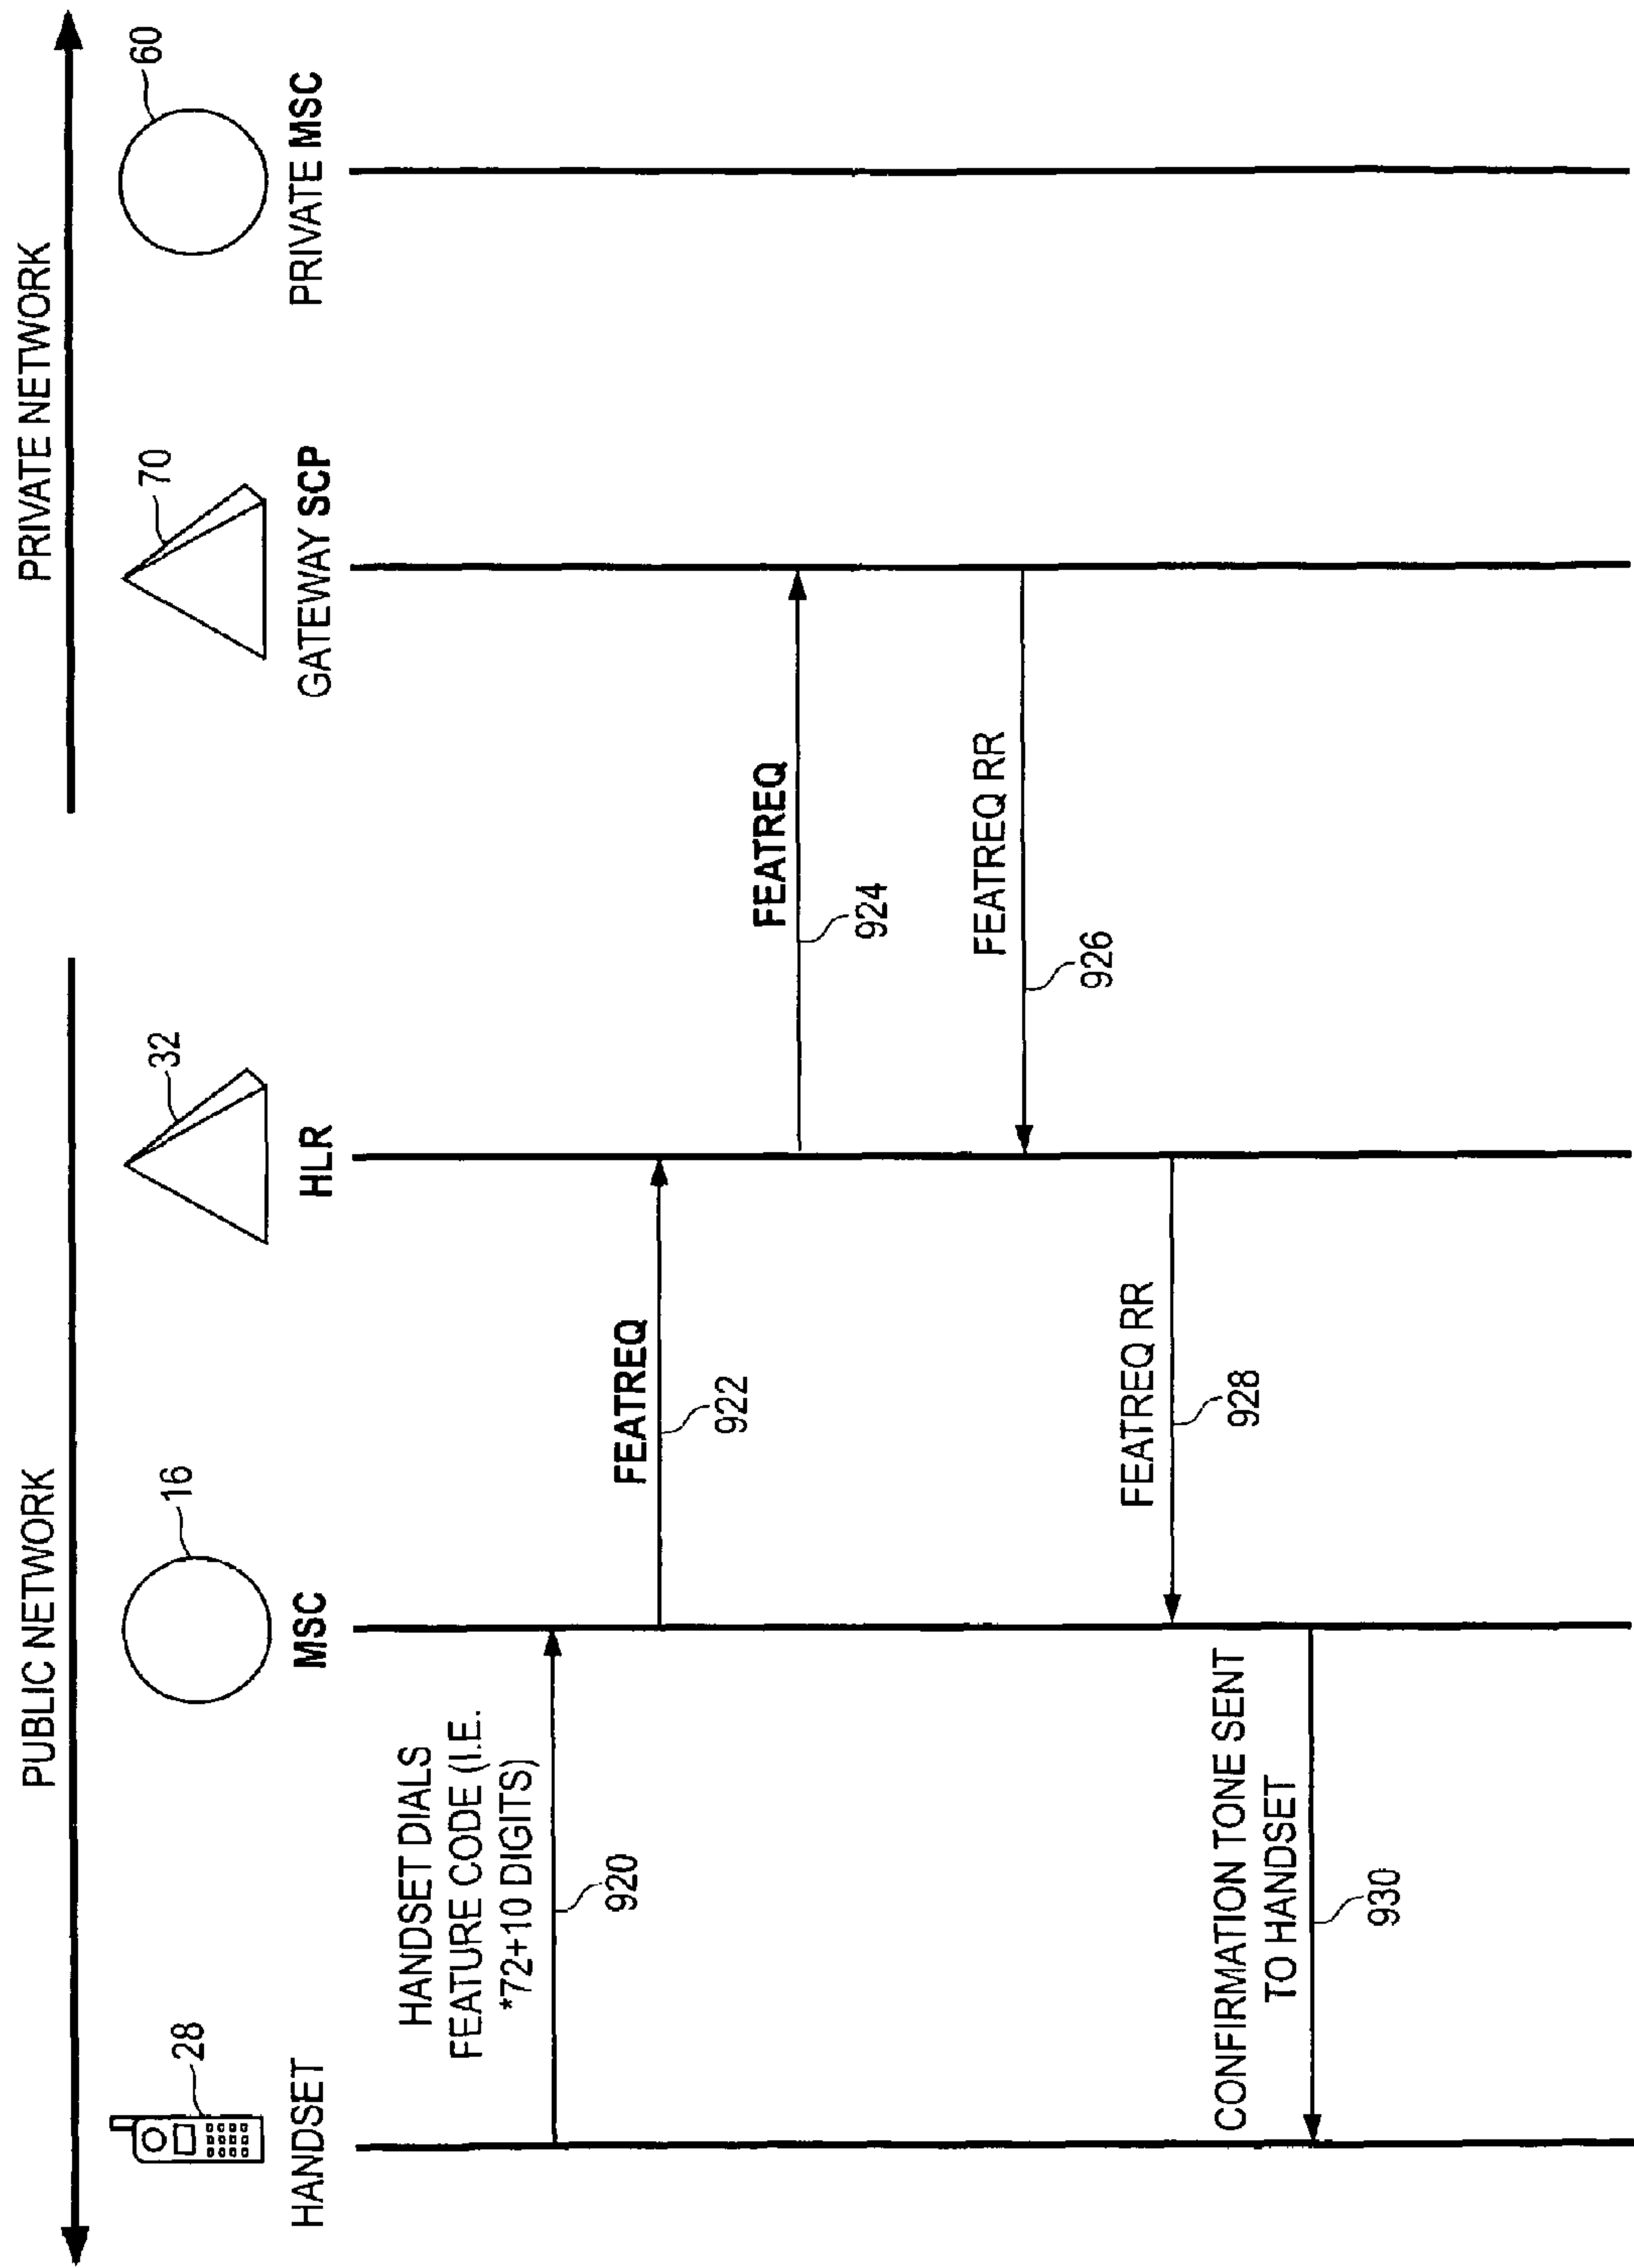 PUBLIC NETWORK
PRIVATE NETWORK
28
16
32
70
60
HANDSET
MSC
HLR
GATEWAY SCP
PRIVATE MSC
HANDSET DIALS
FEATURE CODE (I.E.
*72+10 DIGITS)
920
FEATREQ
922
FEATREQ
924
FEATREQ RR
926
FEATREQ RR
928
CONFIRMATION TONE SENT
TO HANDSET
930